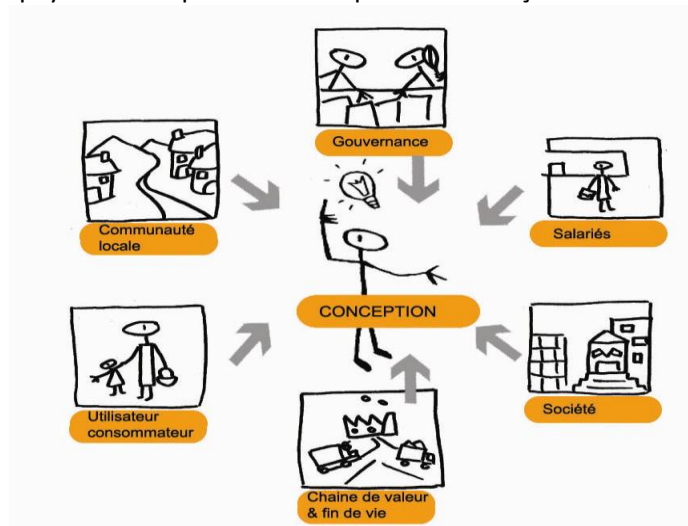 Gouvernance
Communauté
locale
Salariés
CONCEPTION
Utilisateur
consommateur
Société
Chaine de valeur
& fin de vie